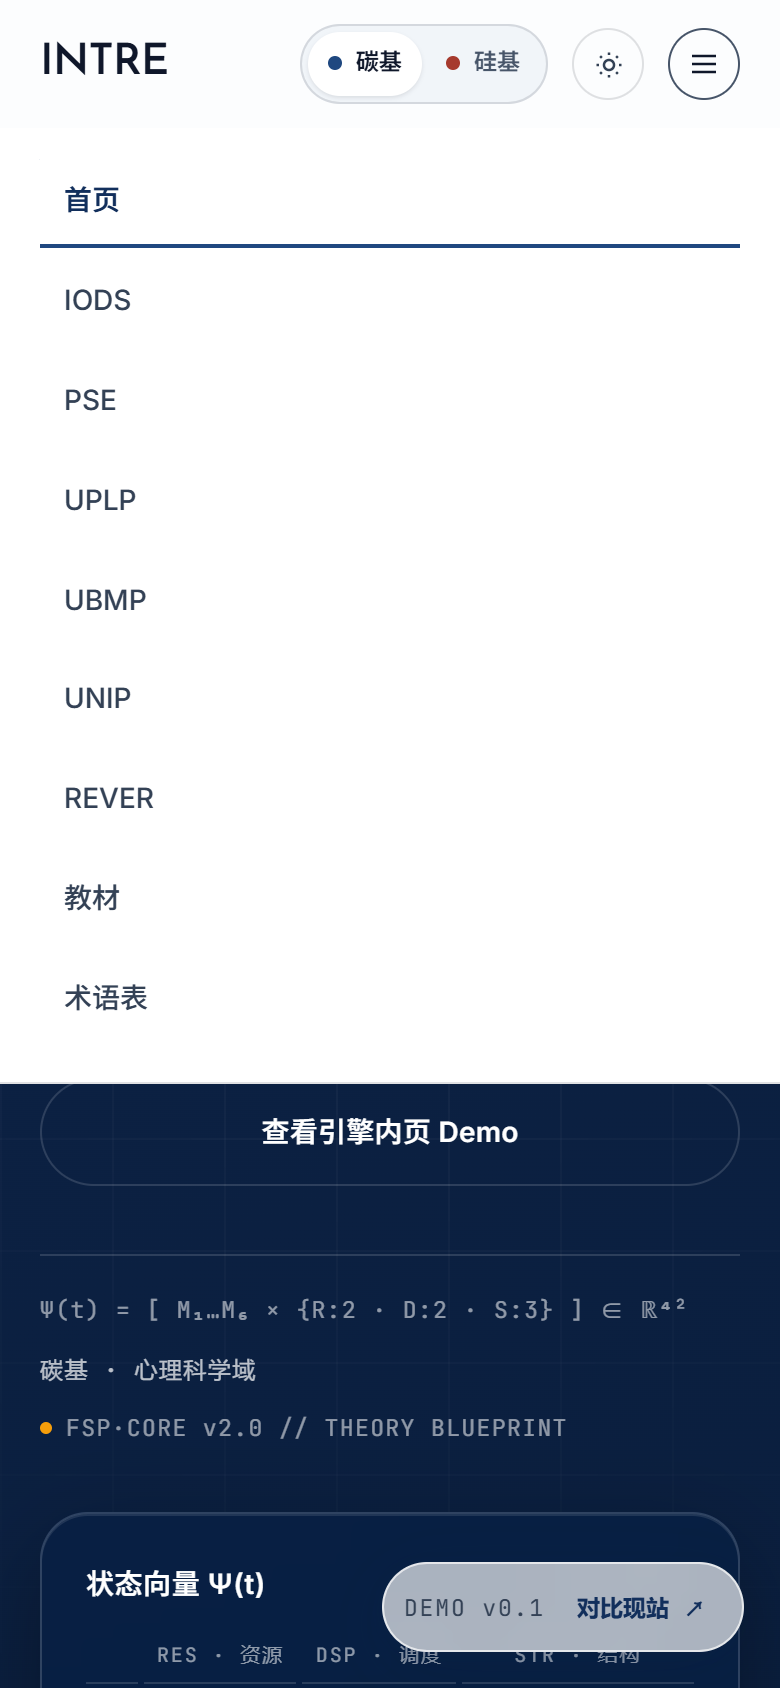 INTRE
碳基
硅基
首页
IODS
PSE
UPLP
UBMP
UNIP
REVER
教材
术语表
查看引擎内页 Demo
Ψ(t) = [ M₁…M₆ × {R:2 · D:2 · S:3} ] ∈ ℝ⁴²
碳基 · 心理科学域
FSP·CORE v2.0 // THEORY BLUEPRINT
状态向量 Ψ(t)
DEMO v0.1 对比现站 ↗
RES · 资源 DSP · 调度 STR · 结构